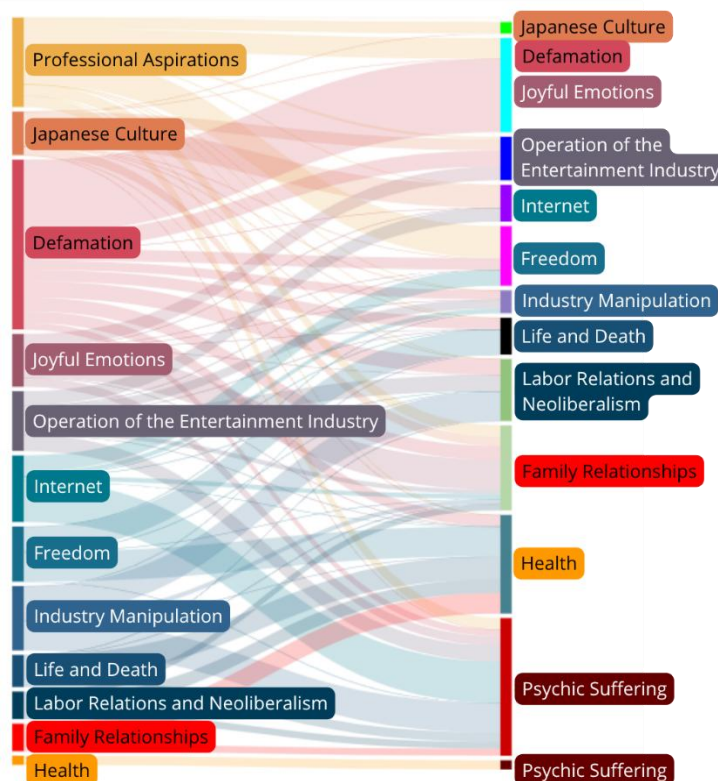 Professional Aspirations
Japanese Culture
Defamation
Joyful Emotions
Operation of the Entertainment Industry
Internet
Freedom
Industry Manipulation
Life and Death
Labor Relations and Neoliberalism
Family Relationships
Health
Japanese Culture
Defamation
Joyful Emotions
Operation of the
Entertainment Industry
Internet
Freedom
Industry Manipulation
Life and Death
Labor Relations and
Neoliberalism
Family Relationships
Health
Psychic Suffering
Psychic Suffering